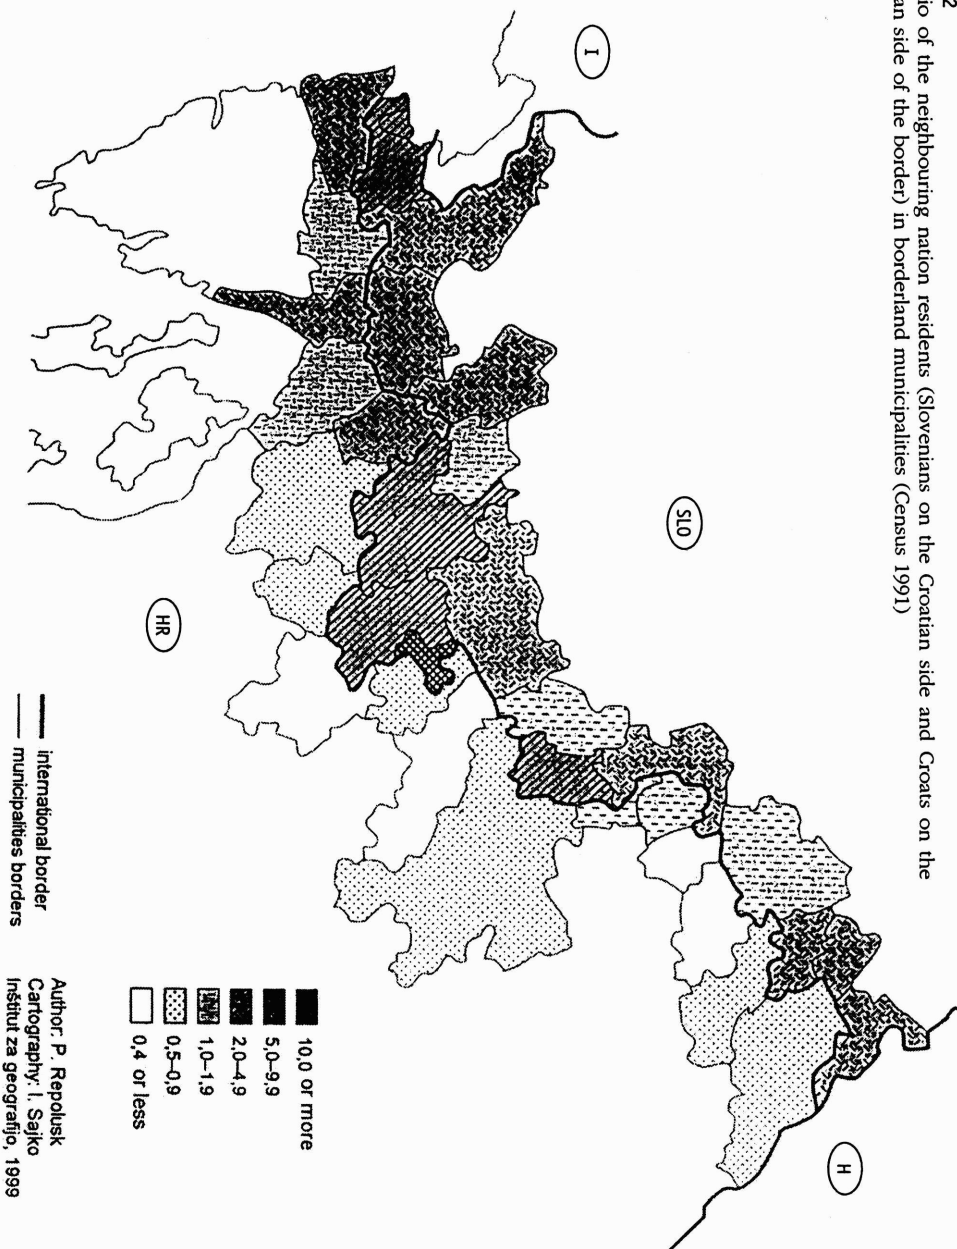 2
io of the neighbouring nation residents (Slovenians on the Croatian side and Croats on the
an side of the border) in borderland municipalities (Census 1991)
I
SLO
HR
H
international border
municipalities borders
10,0 or more
5,0–9,9
2,0–4,9
1,0–1,9
0,5–0,9
0,4 or less
Author: P. Repolusk
Cartography: I. Sajko
Inštitut za geografijo, 1999